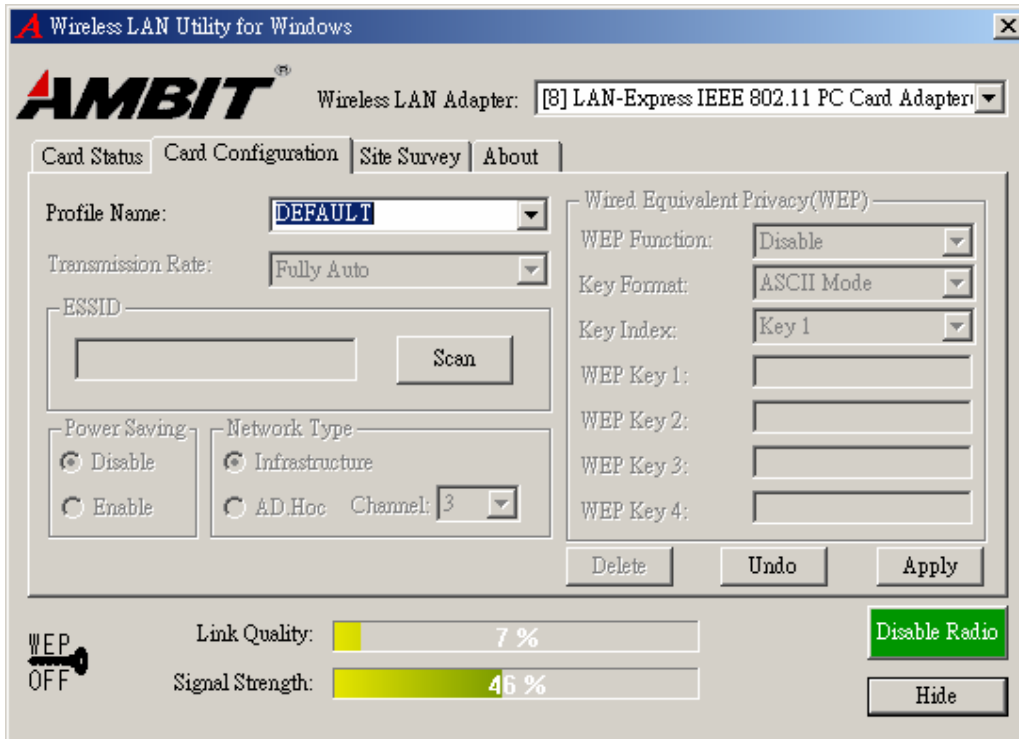 Wireless LAN Utility for Windows
AMBIT®
Wireless LAN Adapter:
[8] LAN-Express IEEE 802.11 PC Card Adapter
Card Status
Card Configuration
Site Survey
About
Profile Name:
DEFAULT
Transmission Rate:
Fully Auto
ESSID
Scan
Power Saving
Disable
Enable
Network Type
Infrastructure
AD.Hoc
Channel:
3
Wired Equivalent Privacy(WEP)
WEP Function:
Disable
Key Format:
ASCII Mode
Key Index:
Key 1
WEP Key 1:
WEP Key 2:
WEP Key 3:
WEP Key 4:
Delete
Undo
Apply
WEP
OFF
Link Quality:
7 %
Signal Strength:
46 %
Disable Radio
Hide